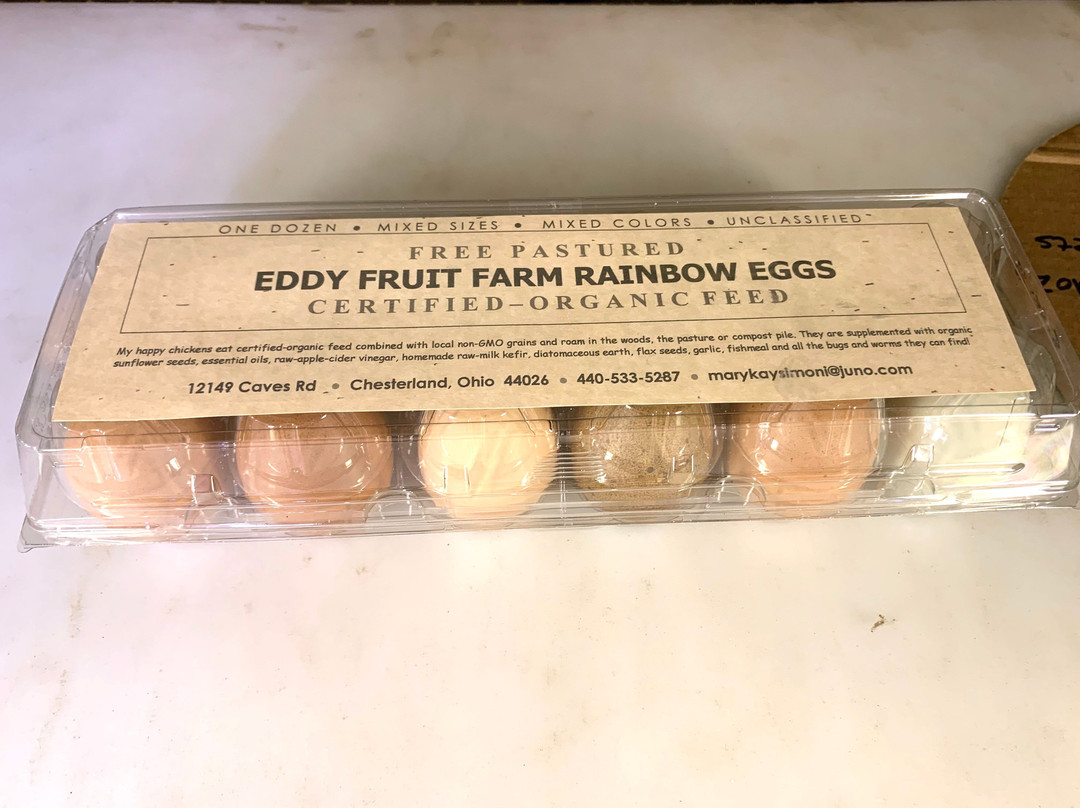 ONE DOZEN • MIXED SIZES • MIXED COLORS • UNCLASSIFIED
FREE PASTURED
EDDY FRUIT FARM RAINBOW EGGS
CERTIFIED-ORGANIC FEED
My happy chickens eat certified-organic feed combined with local non-GMO grains and roam in the woods, the pasture or compost pile. They are supplemented with organic
sunflower seeds, essential oils, raw-apple-cider vinegar, homemade raw-milk kefir, diatomaceous earth, flax seeds, garlic, fishmeal and all the bugs and worms they can find!
12149 Caves Rd • Chesterland, Ohio 44026 • 440-533-5287 • marykaysimoni@juno.com